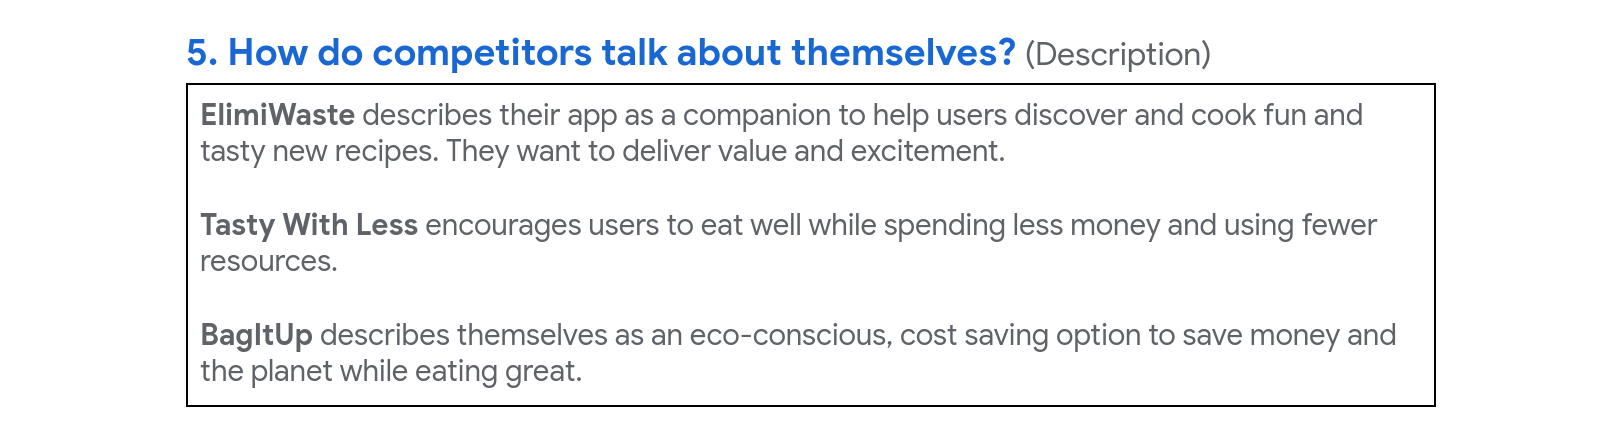 5. How do competitors talk about themselves? (Description)
ElimiWaste describes their app as a companion to help users discover and cook fun and
tasty new recipes. They want to deliver value and excitement.
Tasty With Less encourages users to eat well while spending less money and using fewer
resources.
BagItUp describes themselves as an eco-conscious, cost saving option to save money and
the planet while eating great.